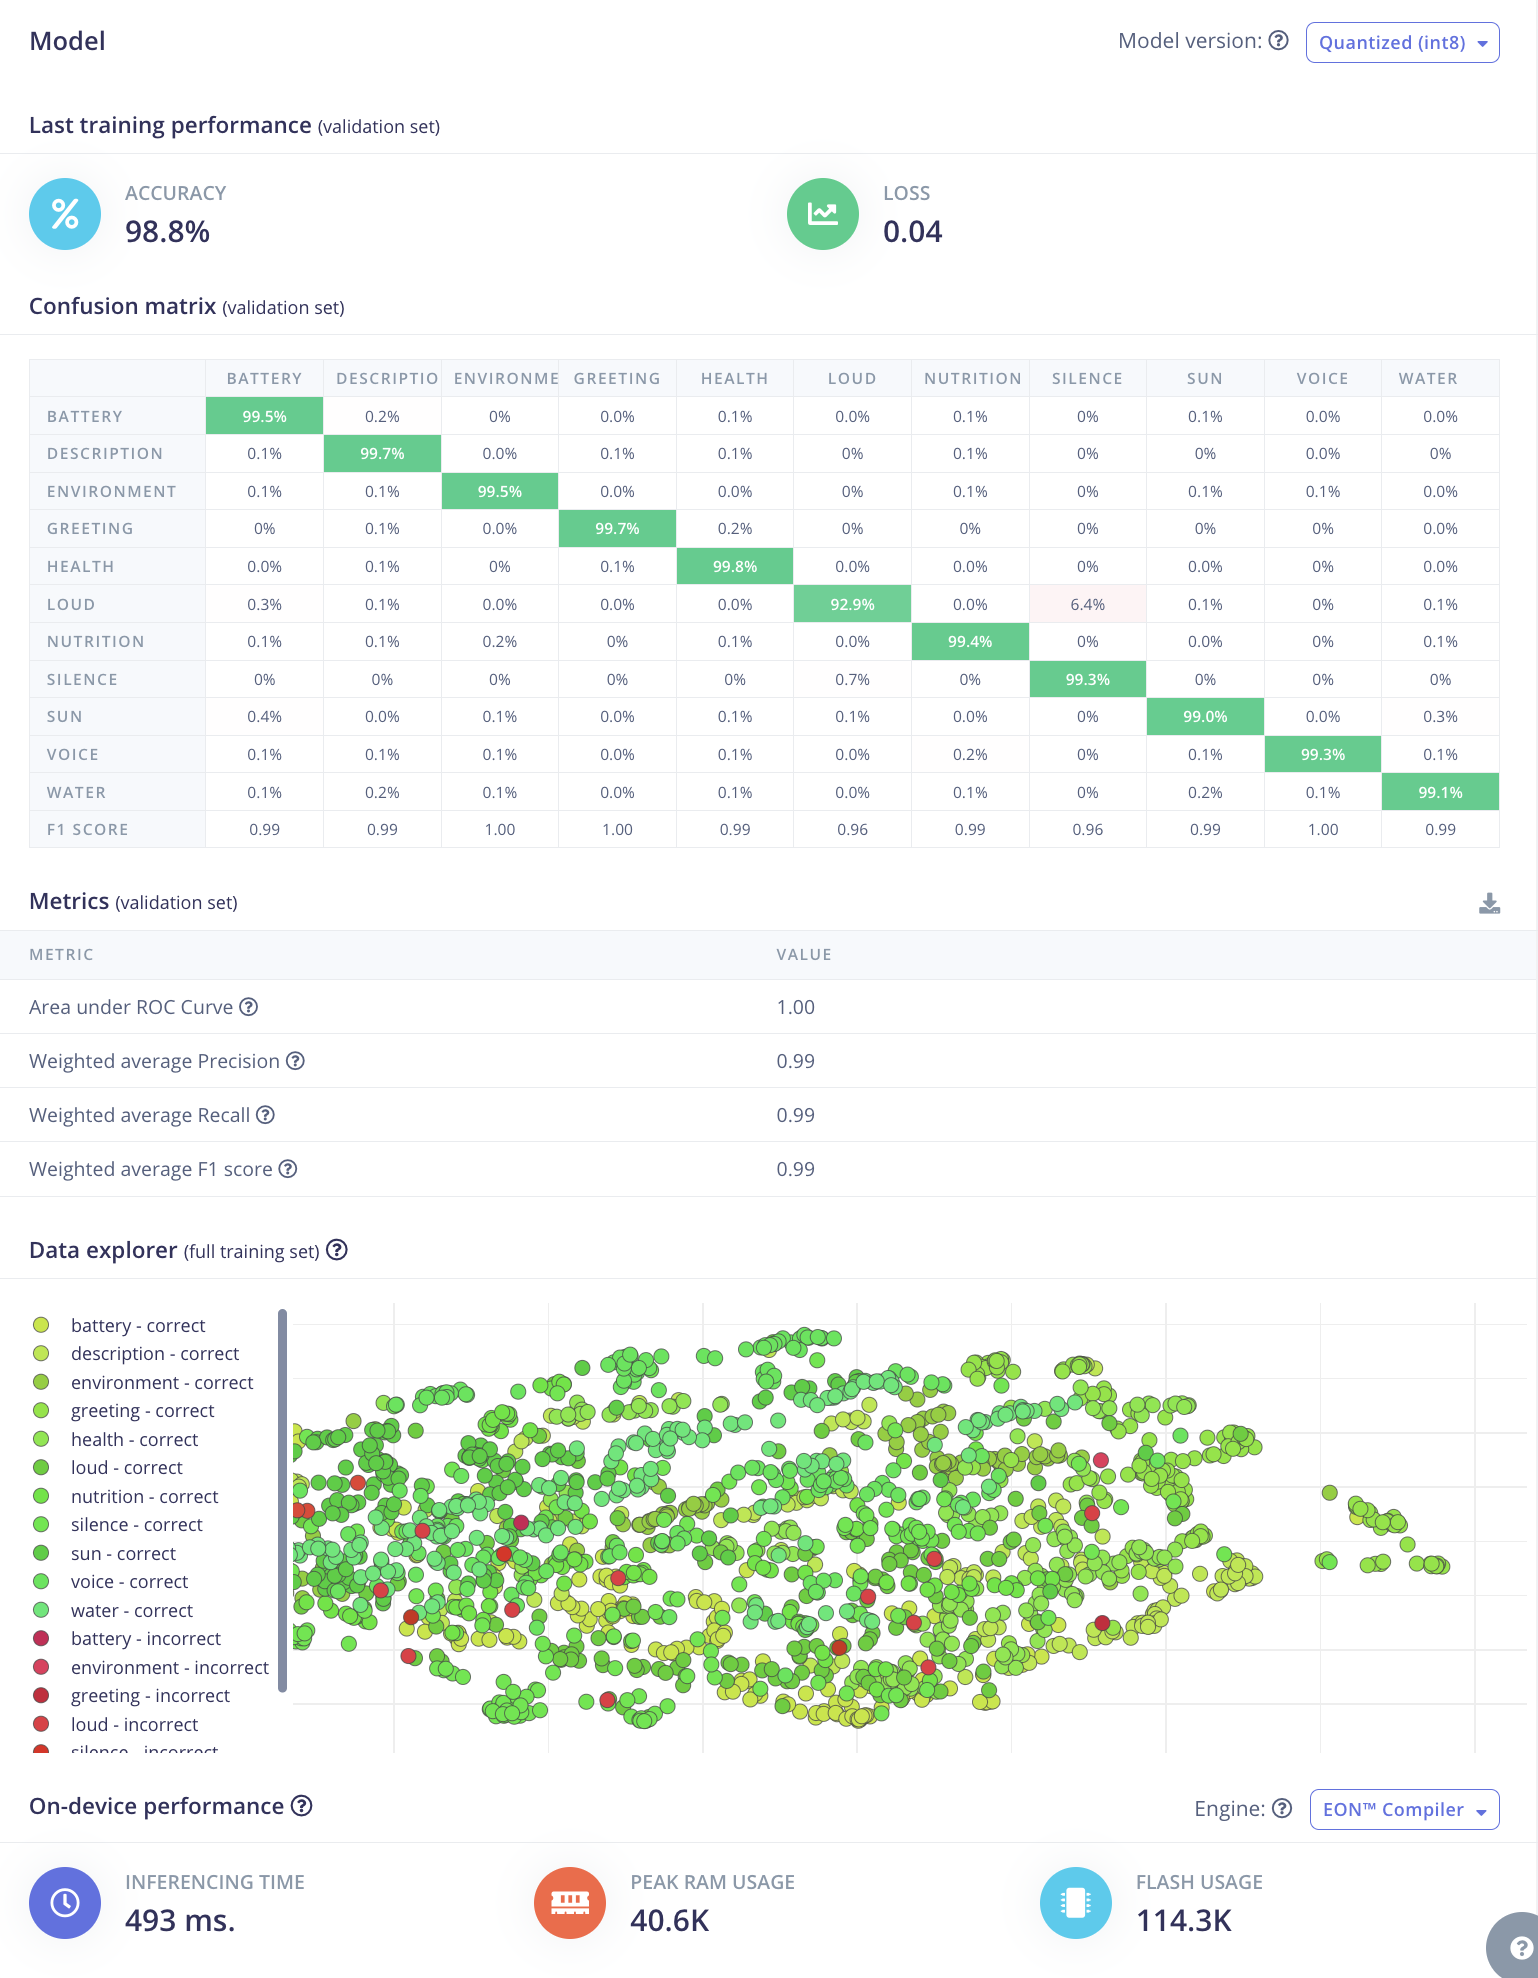 Model
Model version: Quantized (int8)
Last training performance (validation set)
ACCURACY
98.8%
LOSS
0.04
Confusion matrix (validation set)
BATTERY DESCRIPTIO ENVIRONME GREETING HEALTH LOUD NUTRITION SILENCE SUN VOICE WATER
BATTERY 99.5% 0.2% 0% 0.0% 0.1% 0.0% 0.1% 0% 0.1% 0.0% 0.0%
DESCRIPTION 0.1% 99.7% 0.0% 0.1% 0.1% 0% 0.1% 0% 0% 0.0% 0%
ENVIRONMENT 0.1% 0.1% 99.5% 0.0% 0.0% 0% 0.1% 0% 0.1% 0.1% 0.0%
GREETING 0% 0.1% 0.0% 99.7% 0.2% 0% 0% 0% 0% 0% 0.0%
HEALTH 0.0% 0.1% 0% 0.1% 99.8% 0.0% 0.0% 0% 0.0% 0% 0.0%
LOUD 0.3% 0.1% 0.0% 0.0% 0.0% 92.9% 0.0% 6.4% 0.1% 0% 0.1%
NUTRITION 0.1% 0.1% 0.2% 0% 0.1% 0.0% 99.4% 0% 0.0% 0% 0.1%
SILENCE 0% 0% 0% 0% 0% 0.7% 0% 99.3% 0% 0% 0%
SUN 0.4% 0.0% 0.1% 0.0% 0.1% 0.1% 0.0% 0% 99.0% 0.0% 0.3%
VOICE 0.1% 0.1% 0.1% 0.0% 0.1% 0.0% 0.2% 0% 0.1% 99.3% 0.1%
WATER 0.1% 0.2% 0.1% 0.0% 0.1% 0.0% 0.1% 0% 0.2% 0.1% 99.1%
F1 SCORE 0.99 0.99 1.00 1.00 0.99 0.96 0.99 0.96 0.99 1.00 0.99
Metrics (validation set)
METRIC VALUE
Area under ROC Curve 1.00
Weighted average Precision 0.99
Weighted average Recall 0.99
Weighted average F1 score 0.99
Data explorer (full training set)
battery - correct
description - correct
environment - correct
greeting - correct
health - correct
loud - correct
nutrition - correct
silence - correct
sun - correct
voice - correct
water - correct
battery - incorrect
environment - incorrect
greeting - incorrect
loud - incorrect
silence - incorrect
On-device performance
Engine: EON™ Compiler
INFERENCING TIME
493 ms.
PEAK RAM USAGE
40.6K
FLASH USAGE
114.3K